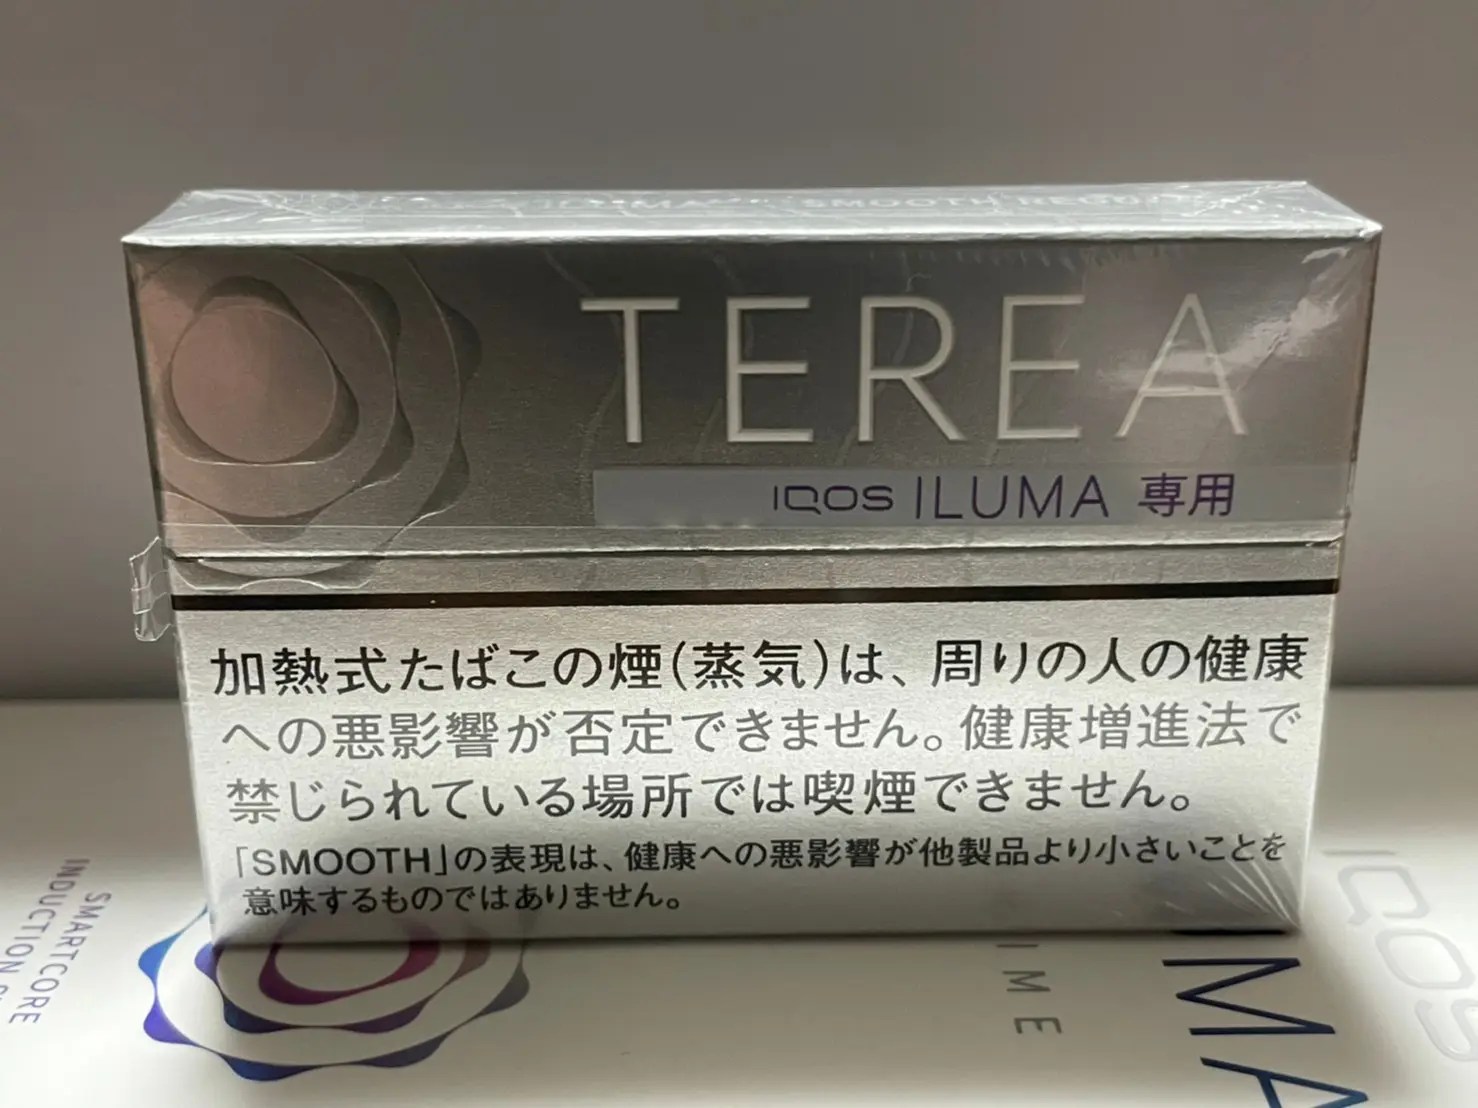 SMOOTH REGULAR
TEREA
IQOS ILUMA 専用
加熱式たばこの煙(蒸気)は、周りの人の健康
への悪影響が否定できません。健康増進法で
禁じられている場所では喫煙できません。
「SMOOTH」の表現は、健康への悪影響が他製品より小さいことを
意味するものではありません。
SMARTCORE
INDUCTION
IME
UMA
IQOS